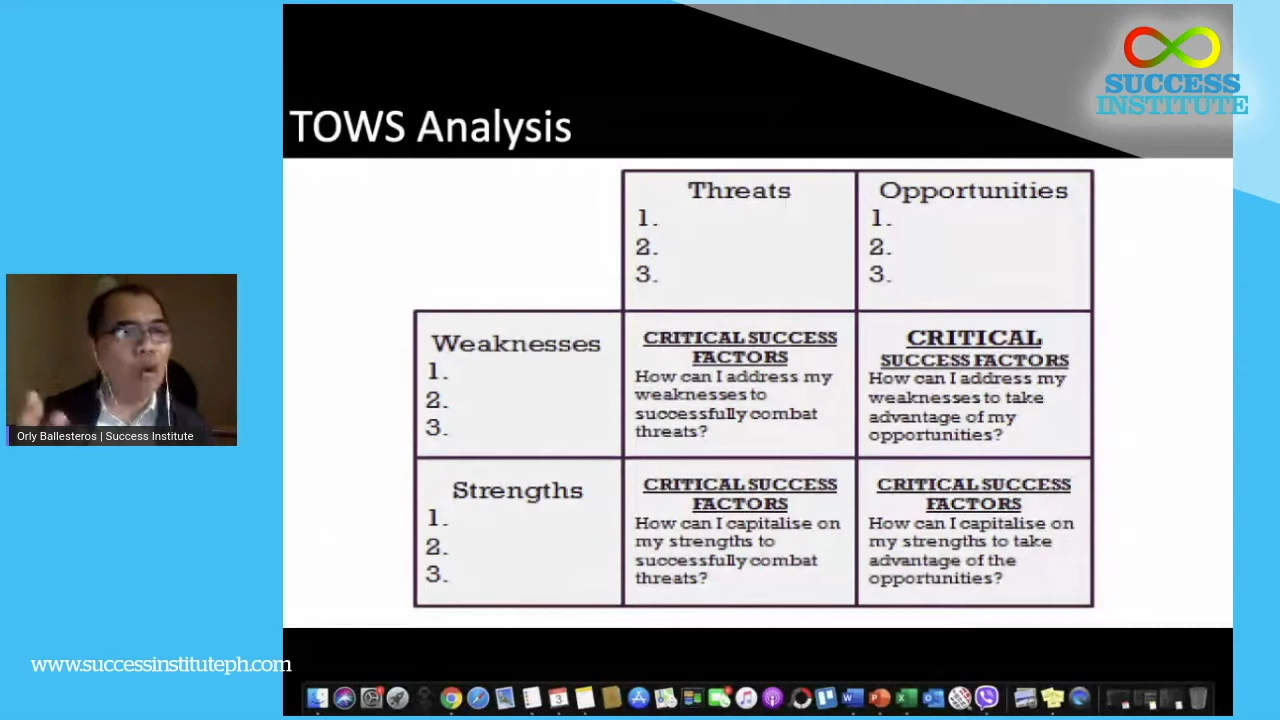 SUCCESS
INSTITUTE
TOWS Analysis
Threats
1.
2.
3.
Opportunities
1.
2.
3.
Weaknesses
1.
2.
3.
CRITICAL SUCCESS
FACTORS
How can I address my
weaknesses to
successfully combat
threats?
CRITICAL
SUCCESS FACTORS
How can I address my
weaknesses to take
advantage of my
opportunities?
Strengths
1.
2.
3.
CRITICAL SUCCESS
FACTORS
How can I capitalise on
my strengths to
successfully combat
threats?
CRITICAL SUCCESS
FACTORS
How can I capitalise on
my strengths to take
advantage of the
opportunities?
Orly Ballesteros | Success Institute
www.successinstituteph.com